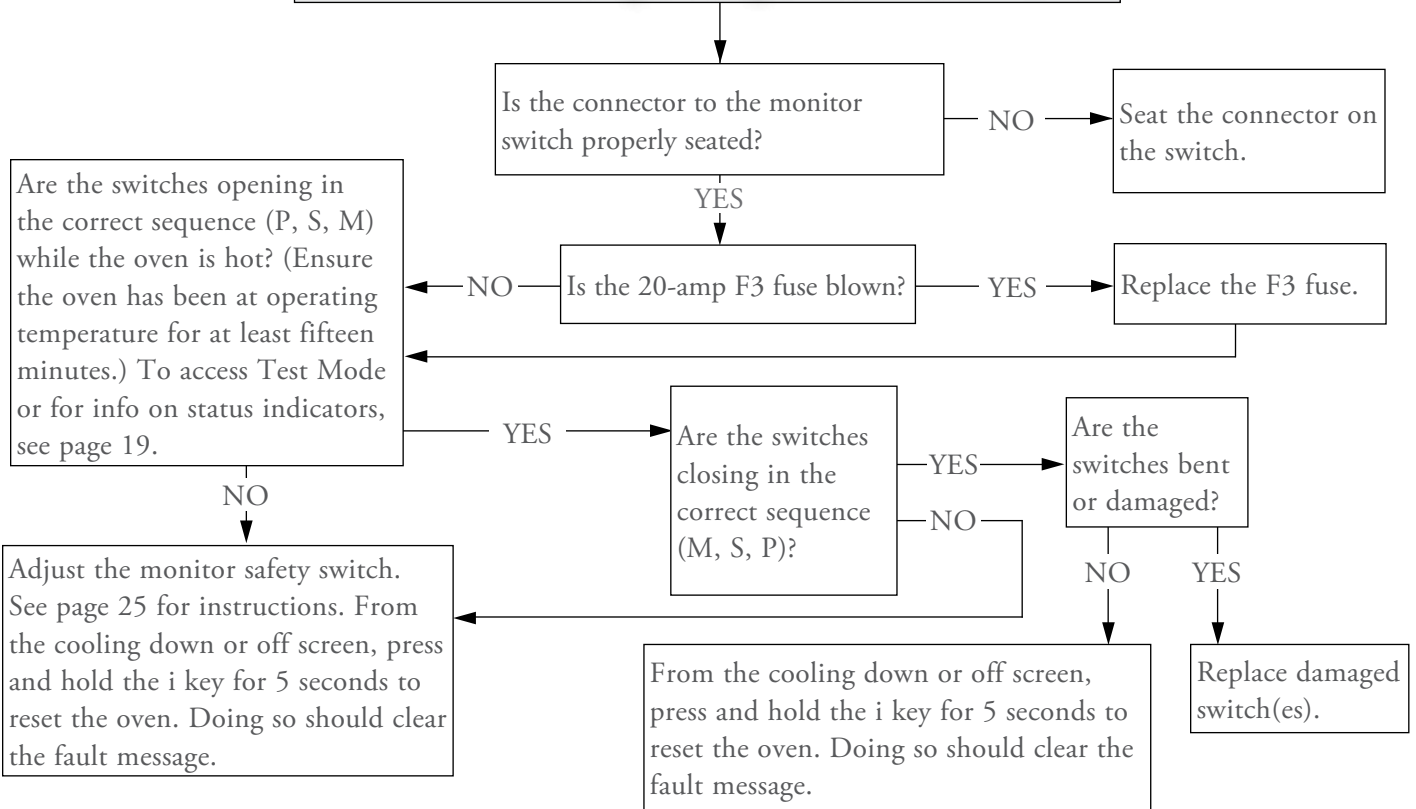 Is the connector to the monitor
switch properly seated?
NO
Seat the connector on
the switch.
YES
Are the switches opening in
the correct sequence (P, S, M)
while the oven is hot? (Ensure
the oven has been at operating
temperature for at least fifteen
minutes.) To access Test Mode
or for info on status indicators,
see page 19.
NO
Is the 20-amp F3 fuse blown?
YES
Replace the F3 fuse.
YES
Are the switches
closing in the
correct sequence
(M, S, P)?
YES
NO
Are the
switches bent
or damaged?
NO
Adjust the monitor safety switch.
See page 25 for instructions. From
the cooling down or off screen, press
and hold the i key for 5 seconds to
reset the oven. Doing so should clear
the fault message.
NO
YES
From the cooling down or off screen,
press and hold the i key for 5 seconds to
reset the oven. Doing so should clear the
fault message.
Replace damaged
switch(es).